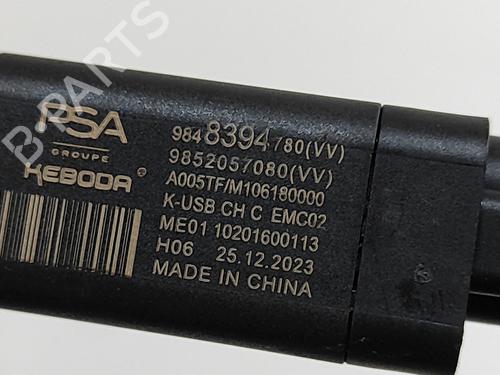 PSA
GROUPE
KEBODA
9848394780(VV)
9852057080(VV)
A005TF/M106180000
K-USB CH C EMC02
ME01 10201600113
H06 25.12.2023
MADE IN CHINA
B-PARTS